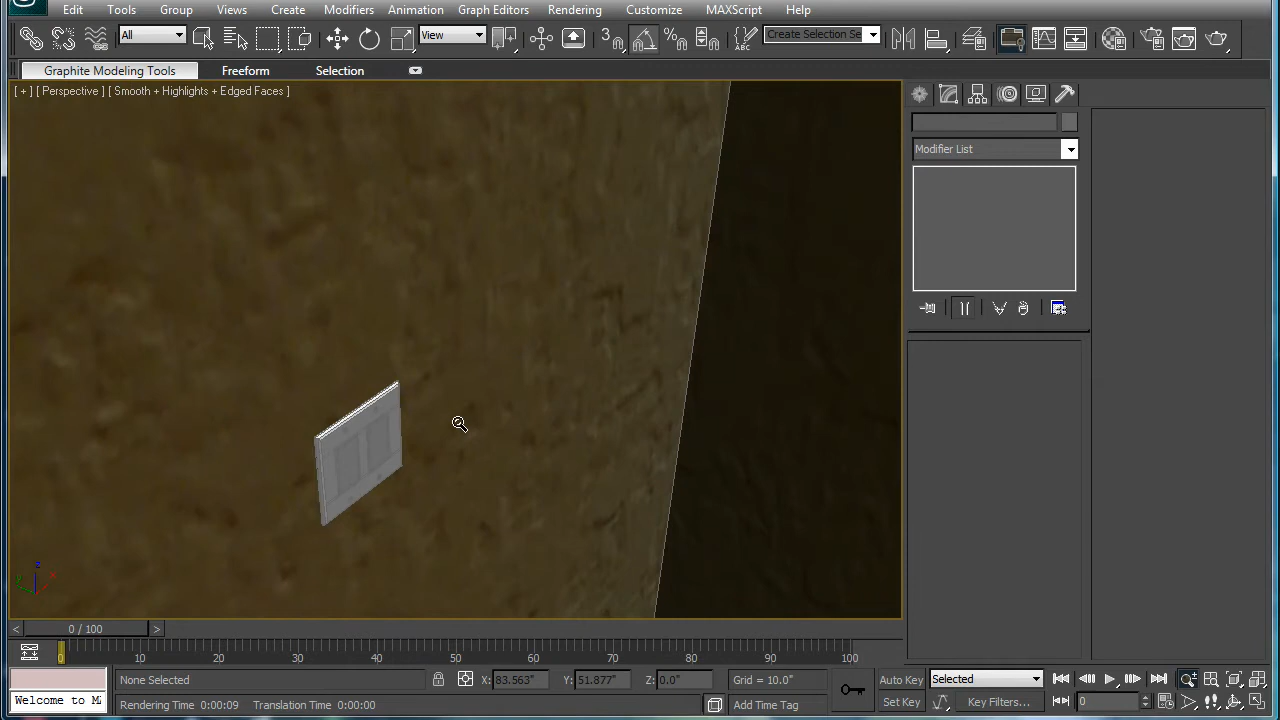 Edit Tools Group Views Create Modifiers Animation Graph Editors Rendering Customize MAXScript Help
All View 3 Create Selection Se
Graphite Modeling Tools Freeform Selection
[ + ] [ Perspective ] [ Smooth + Highlights + Edged Faces ]
Modifier List
z
x
y
< 0 / 100 >
0 10 20 30 40 50 60 70 80 90 100
None Selected X: 83.563" Y: 51.877" Z: 0.0" Grid = 10.0" Auto Key Selected
Welcome to M Rendering Time 0:00:09 Translation Time 0:00:00 Add Time Tag Set Key Key Filters... 0